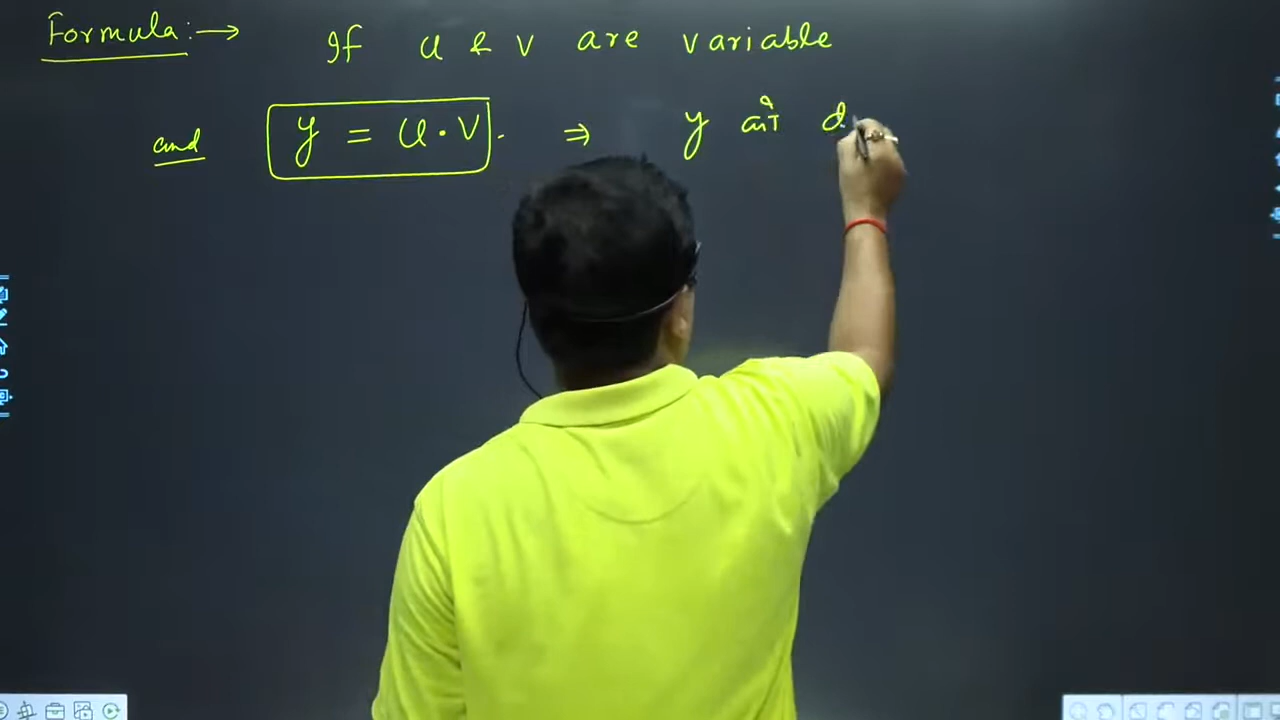 Formula:→ If u & v are variable
and y = u·v. ⇒ y का d